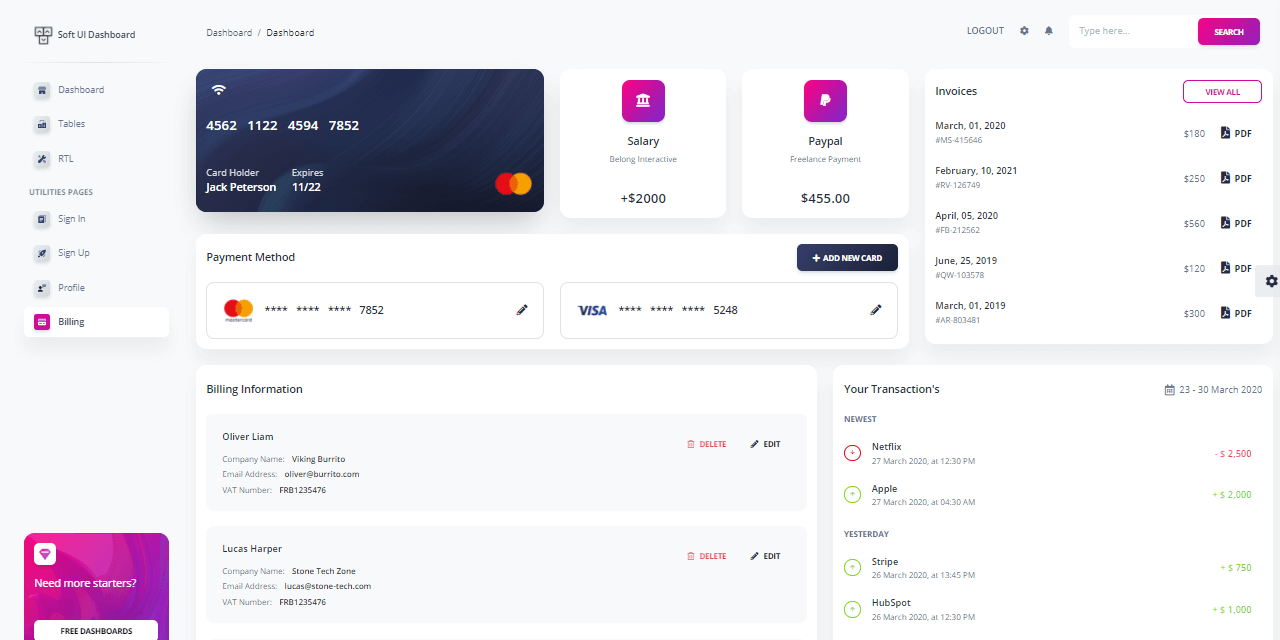 Soft UI Dashboard
Dashboard
Tables
RTL
UTILITIES PAGES
Sign In
Sign Up
Profile
Billing
Need more starters?
FREE DASHBOARDS
Dashboard / Dashboard
LOGOUT
Type here...
SEARCH
4562 1122 4594 7852
Card Holder
Jack Peterson
Expires
11/22
Salary
Belong Interactive
+$2000
Paypal
Freelance Payment
$455.00
Invoices
VIEW ALL
March, 01, 2020
#MS-415646
$180 PDF
February, 10, 2021
#RV-126749
$250 PDF
April, 05, 2020
#FB-212562
$560 PDF
June, 25, 2019
#QW-103578
$120 PDF
March, 01, 2019
#AR-803481
$300 PDF
Payment Method
+ ADD NEW CARD
mastercard
**** **** **** 7852
VISA
**** **** **** 5248
Billing Information
Oliver Liam
DELETE EDIT
Company Name: Viking Burrito
Email Address: oliver@burrito.com
VAT Number: FRB1235476
Lucas Harper
DELETE EDIT
Company Name: Stone Tech Zone
Email Address: lucas@stone-tech.com
VAT Number: FRB1235476
Your Transaction's
23 - 30 March 2020
NEWEST
Netflix
27 March 2020, at 12:30 PM
- $ 2,500
Apple
27 March 2020, at 04:30 AM
+ $ 2,000
YESTERDAY
Stripe
26 March 2020, at 13:45 PM
+ $ 750
HubSpot
26 March 2020, at 12:30 PM
+ $ 1,000